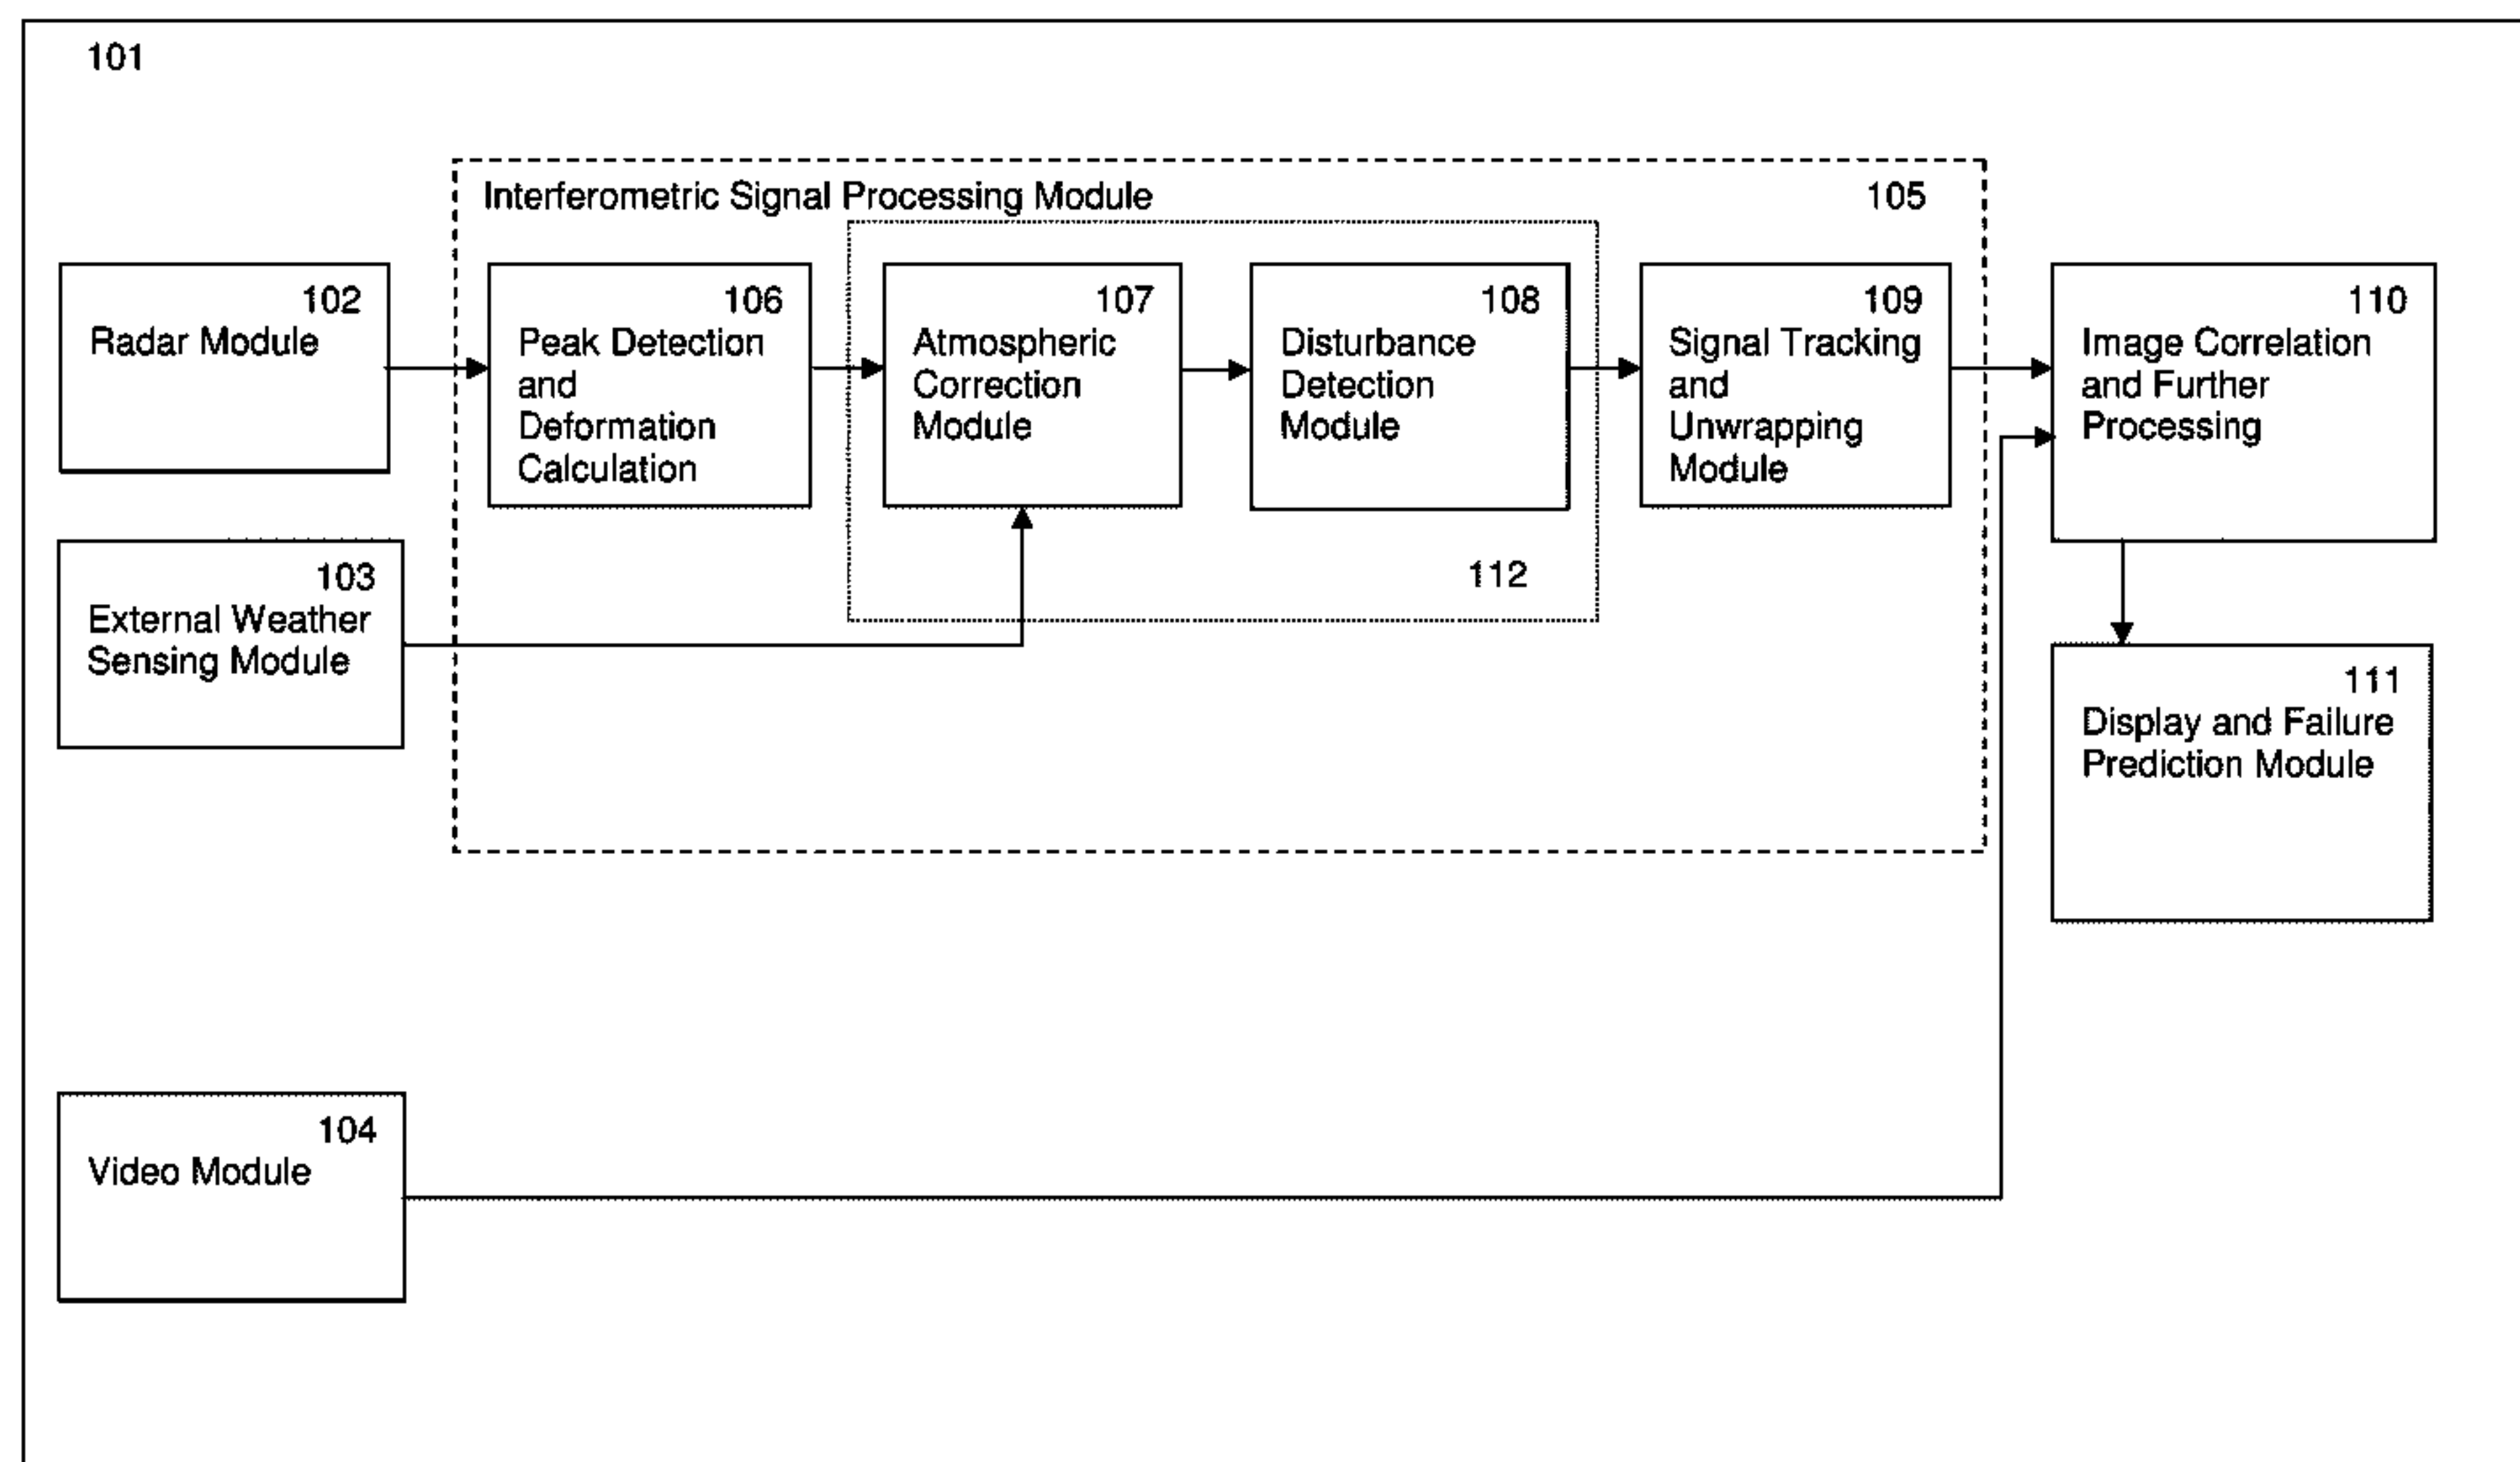 101
Interferometric Signal Processing Module
105
102
Radar Module
106
Peak Detection
and
Deformation
Calculation
107
Atmospheric
Correction
Module
108
Disturbance
Detection
Module
109
Signal Tracking
and
Unwrapping
Module
110
Image Correlation
and Further
Processing
112
103
External Weather
Sensing Module
111
Display and Failure
Prediction Module
104
Video Module